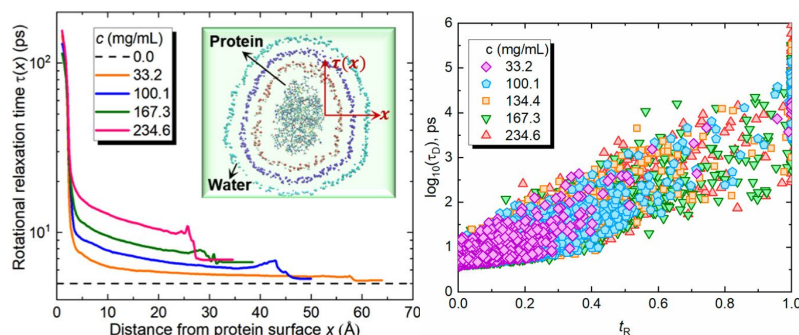 Rotational relaxation time τ(x) (ps)
10²
10¹
c (mg/mL)
0.0
33.2
100.1
167.3
234.6
Protein
τ(x)
x
Water
0 10 20 30 40 50 60 70
Distance from protein surface x (Å)
log₁₀(τ_D), ps
6
5
4
3
2
1
0
c (mg/mL)
33.2
100.1
134.4
167.3
234.6
0.0 0.2 0.4 0.6 0.8 1.0
t_R